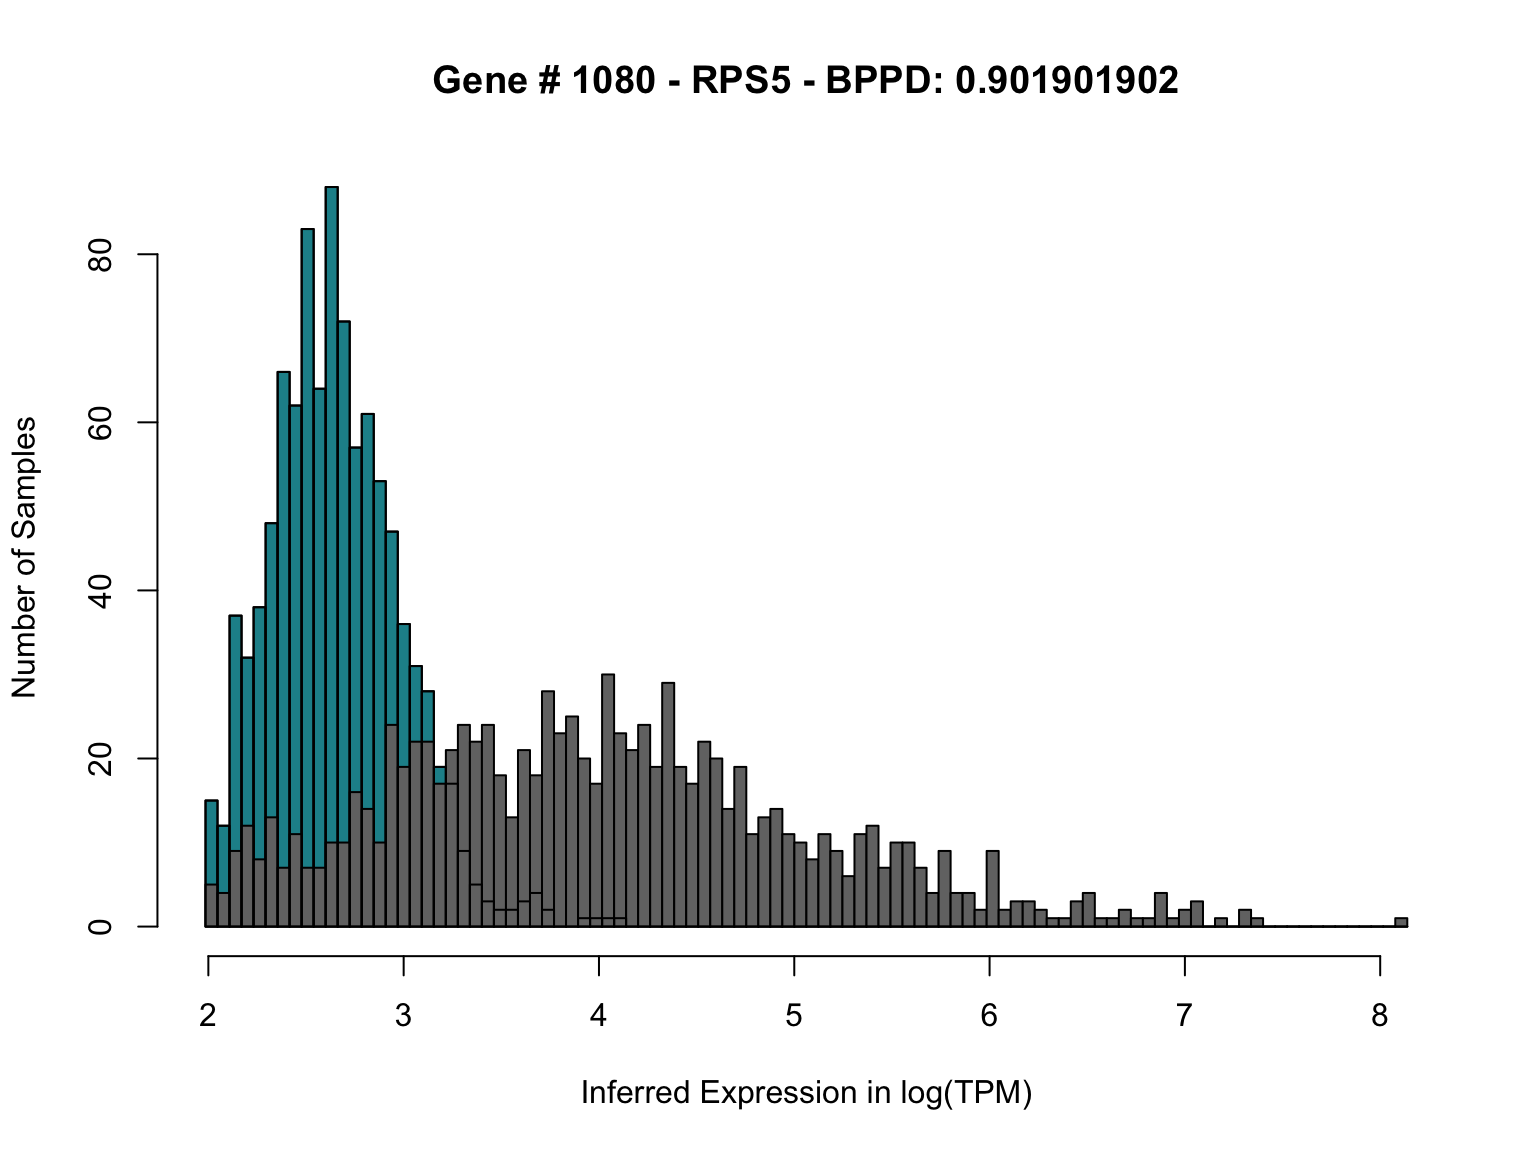 Gene # 1080 - RPS5 - BPPD: 0.901901902
80
60
40
20
0
Number of Samples
2 3 4 5 6 7 8
Inferred Expression in log(TPM)